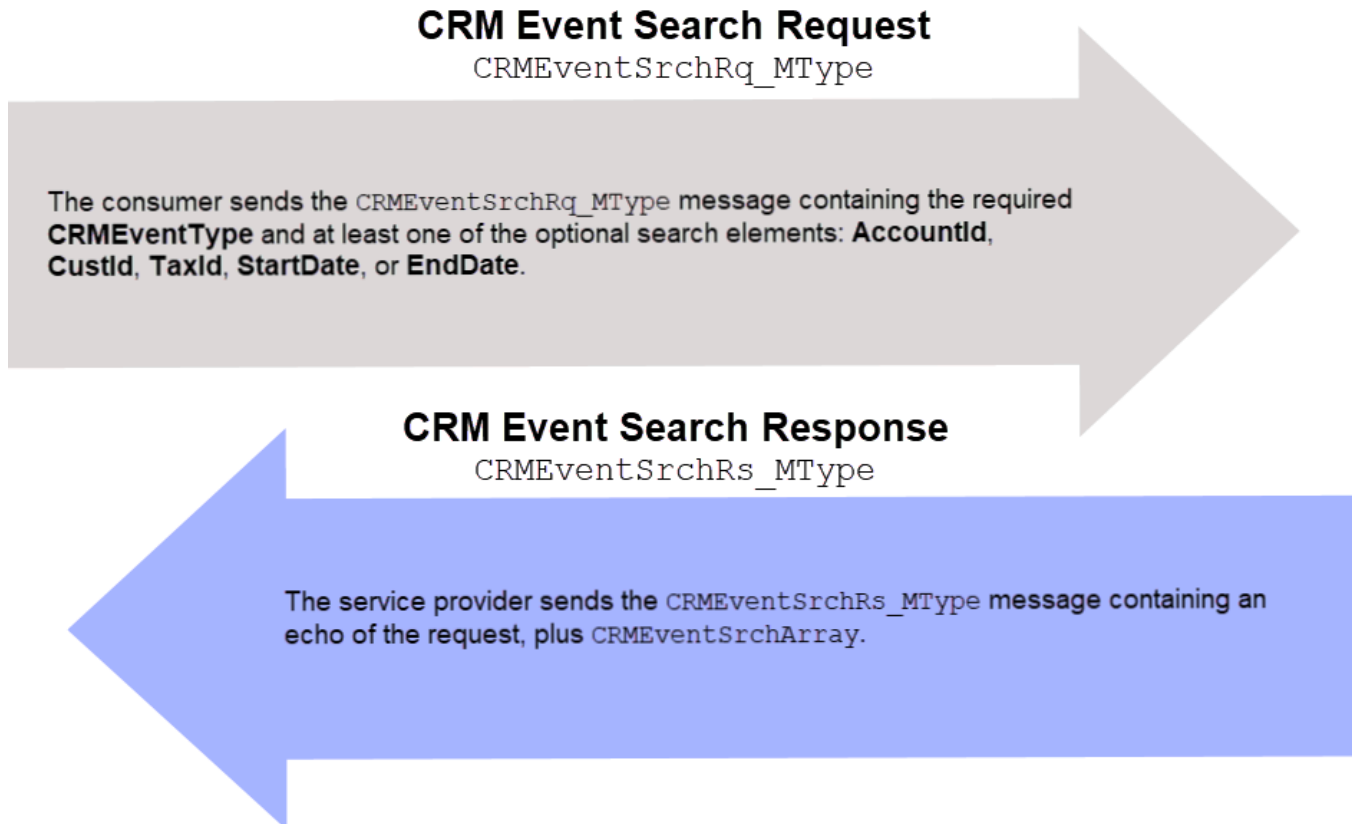 CRM Event Search Request
CRMEventSrchRq_MType
The consumer sends the CRMEventSrchRq_MType message containing the required
CRMEventType and at least one of the optional search elements: AccountId,
CustId, TaxId, StartDate, or EndDate.
CRM Event Search Response
CRMEventSrchRs_MType
The service provider sends the CRMEventSrchRs_MType message containing an
echo of the request, plus CRMEventSrchArray.